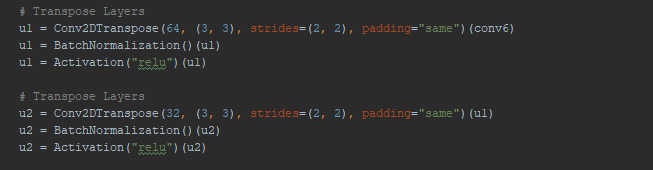 # Transpose Layers
u1 = Conv2DTranspose(64, (3, 3), strides=(2, 2), padding="same")(conv6)
u1 = BatchNormalization()(u1)
u1 = Activation("relu")(u1)
# Transpose Layers
u2 = Conv2DTranspose(32, (3, 3), strides=(2, 2), padding="same")(u1)
u2 = BatchNormalization()(u2)
u2 = Activation("relu")(u2)